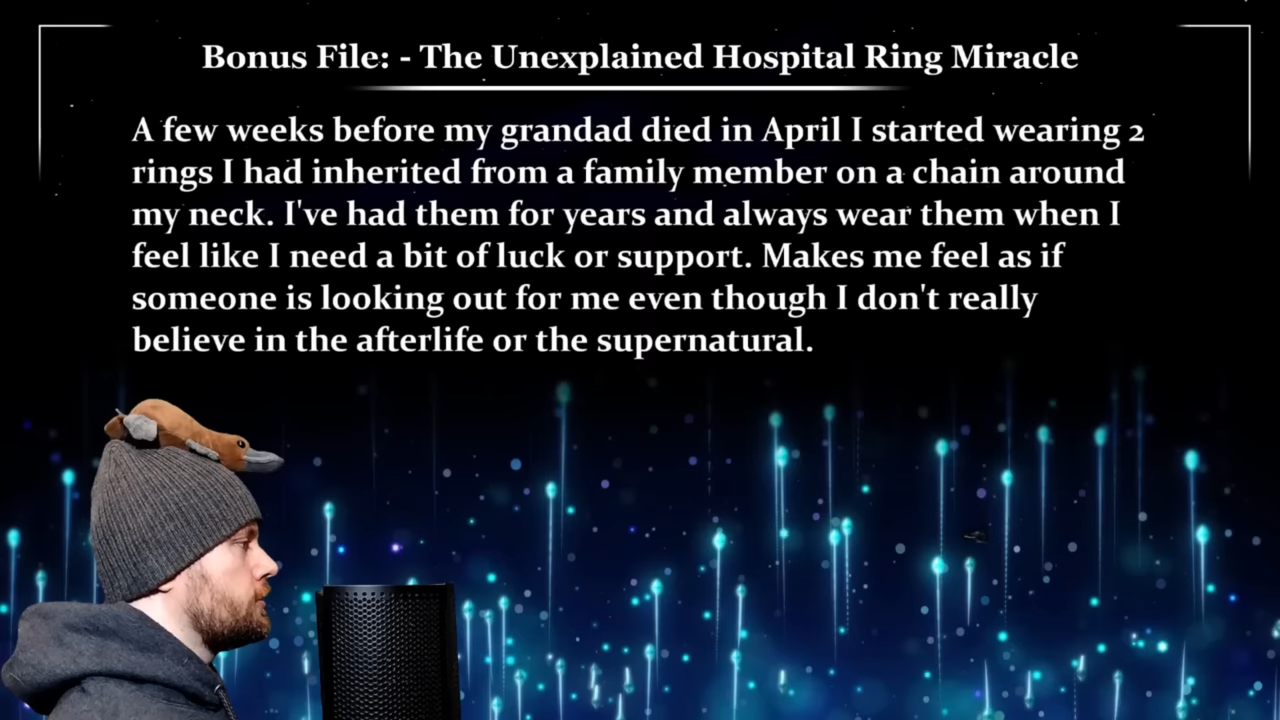 Bonus File: - The Unexplained Hospital Ring Miracle
A few weeks before my grandad died in April I started wearing 2
rings I had inherited from a family member on a chain around
my neck. I've had them for years and always wear them when I
feel like I need a bit of luck or support. Makes me feel as if
someone is looking out for me even though I don't really
believe in the afterlife or the supernatural.